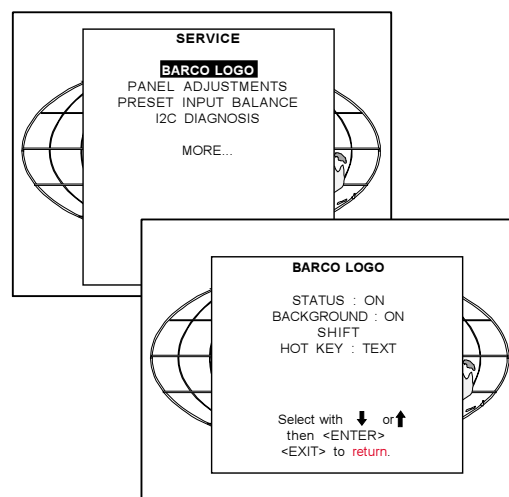 SERVICE
BARCO LOGO
PANEL ADJUSTMENTS
PRESET INPUT BALANCE
I2C DIAGNOSIS
MORE...
BARCO LOGO
STATUS : ON
BACKGROUND : ON
SHIFT
HOT KEY : TEXT
Select with ⬇ or ⬆
then <ENTER>
<EXIT> to return.